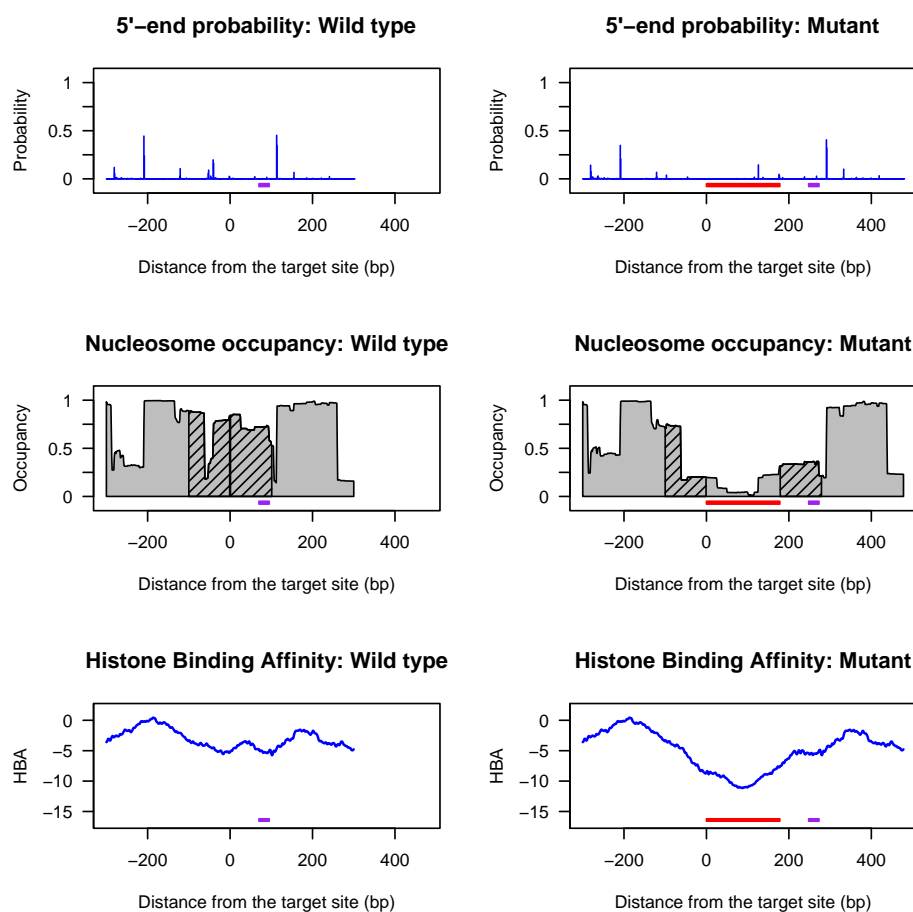 5'−end probability: Wild type
Probability
1
0.5
0
−200 0 200 400
Distance from the target site (bp)
5'−end probability: Mutant
Probability
1
0.5
0
−200 0 200 400
Distance from the target site (bp)
Nucleosome occupancy: Wild type
Occupancy
1
0.5
0
−200 0 200 400
Distance from the target site (bp)
Nucleosome occupancy: Mutant
Occupancy
1
0.5
0
−200 0 200 400
Distance from the target site (bp)
Histone Binding Affinity: Wild type
HBA
0
−5
−10
−15
−200 0 200 400
Distance from the target site (bp)
Histone Binding Affinity: Mutant
HBA
0
−5
−10
−15
−200 0 200 400
Distance from the target site (bp)